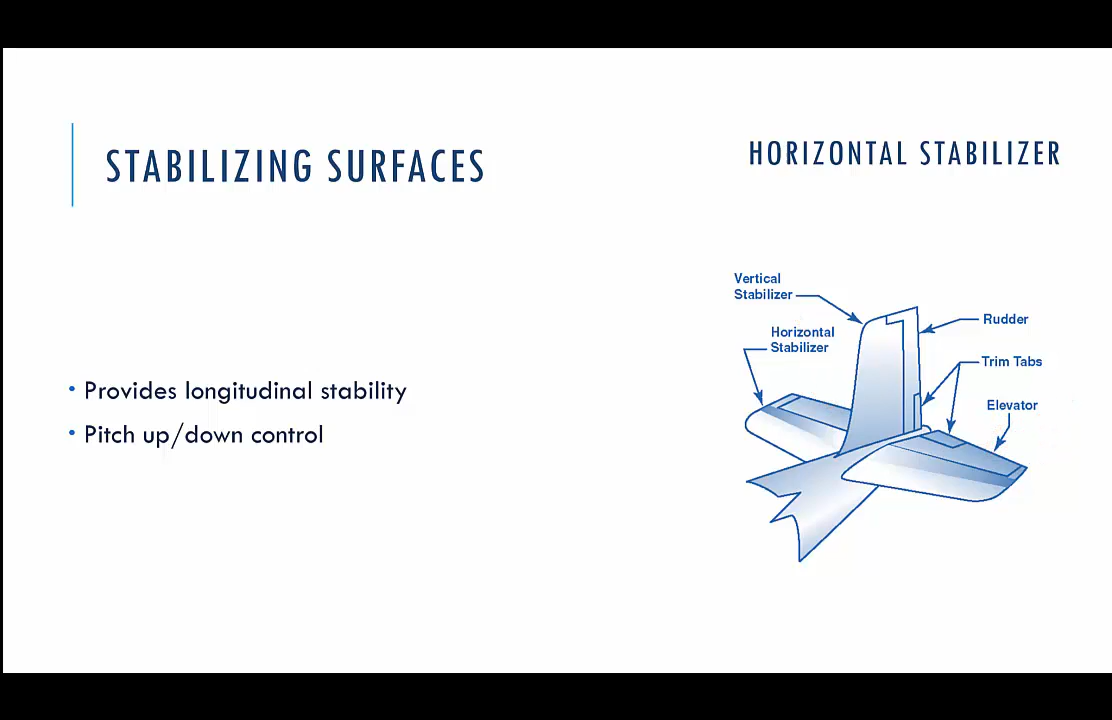 STABILIZING SURFACES
HORIZONTAL STABILIZER
• Provides longitudinal stability
• Pitch up/down control
Vertical
Stabilizer
Horizontal
Stabilizer
Rudder
Trim Tabs
Elevator